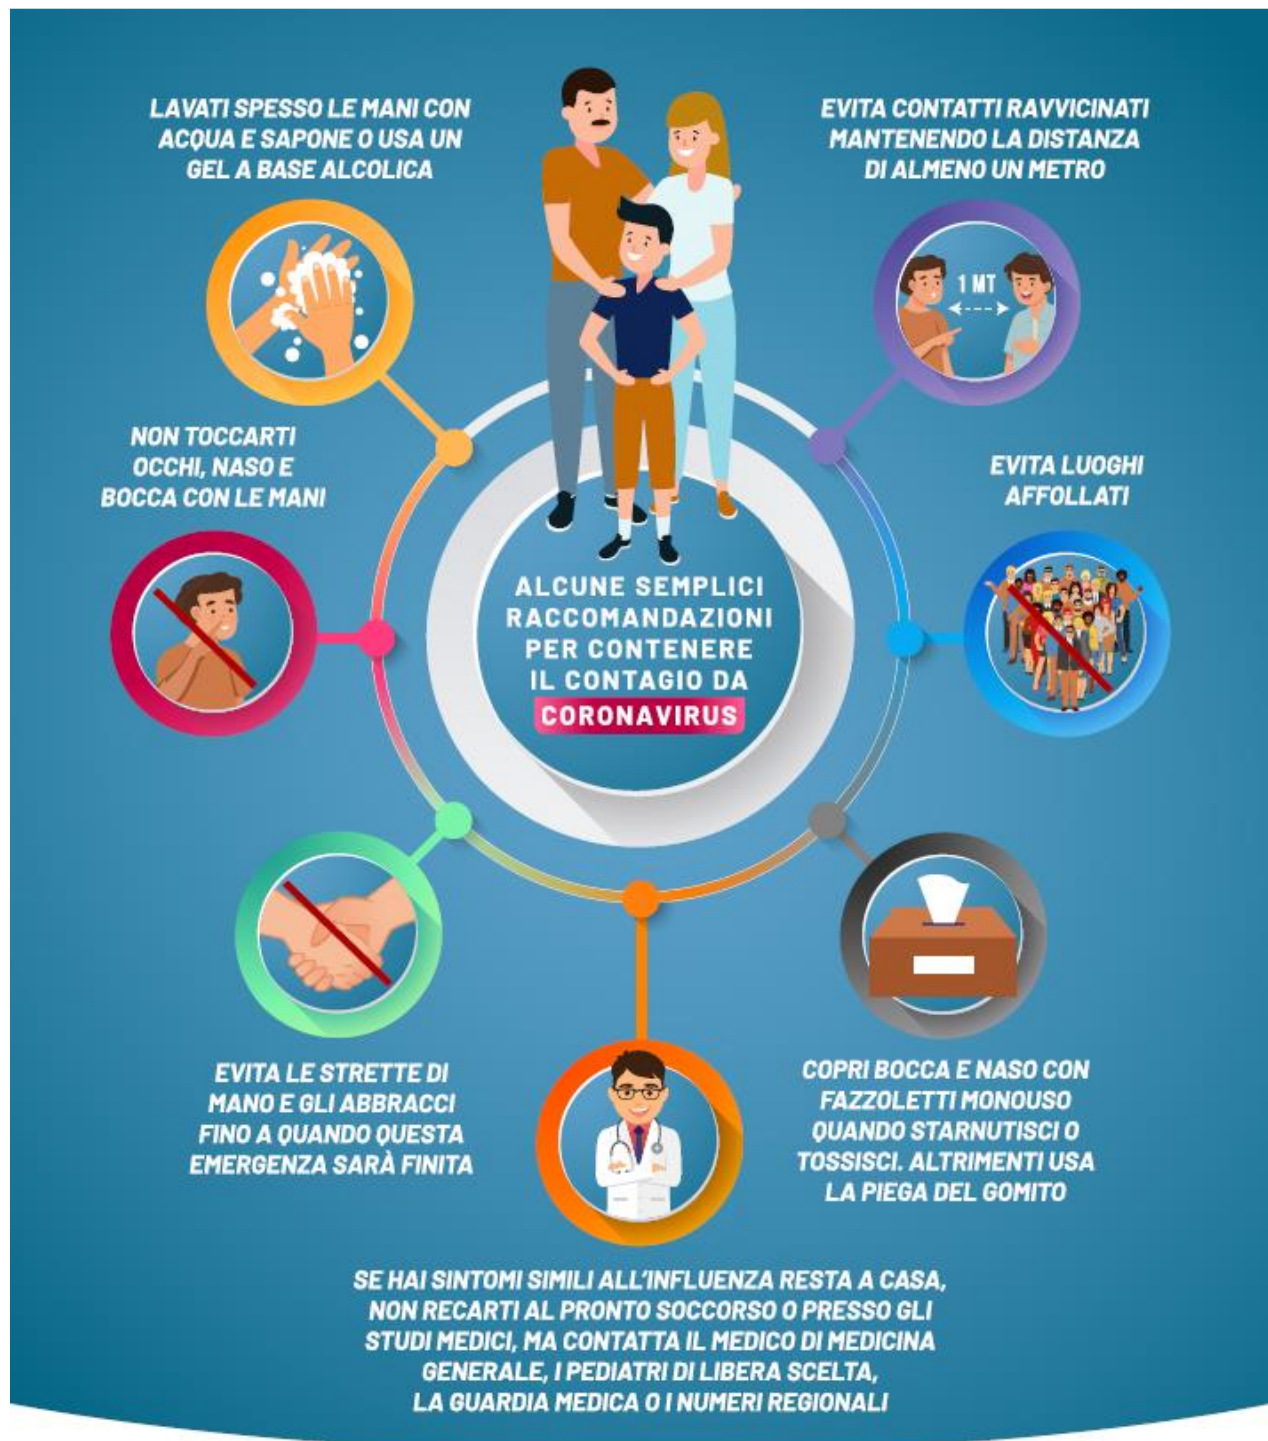 LAVATI SPESSO LE MANI CON
ACQUA E SAPONE O USA UN
GEL A BASE ALCOLICA
EVITA CONTATTI RAVVICINATI
MANTENENDO LA DISTANZA
DI ALMENO UN METRO
1 MT
NON TOCCARTI
OCCHI, NASO E
BOCCA CON LE MANI
EVITA LUOGHI
AFFOLLATI
ALCUNE SEMPLICI
RACCOMANDAZIONI
PER CONTENERE
IL CONTAGIO DA
CORONAVIRUS
EVITA LE STRETTE DI
MANO E GLI ABBRACCI
FINO A QUANDO QUESTA
EMERGENZA SARÀ FINITA
COPRI BOCCA E NASO CON
FAZZOLETTI MONOUSO
QUANDO STARNUTISCI O
TOSSISCI. ALTRIMENTI USA
LA PIEGA DEL GOMITO
SE HAI SINTOMI SIMILI ALL'INFLUENZA RESTA A CASA,
NON RECARTI AL PRONTO SOCCORSO O PRESSO GLI
STUDI MEDICI, MA CONTATTA IL MEDICO DI MEDICINA
GENERALE, I PEDIATRI DI LIBERA SCELTA,
LA GUARDIA MEDICA O I NUMERI REGIONALI